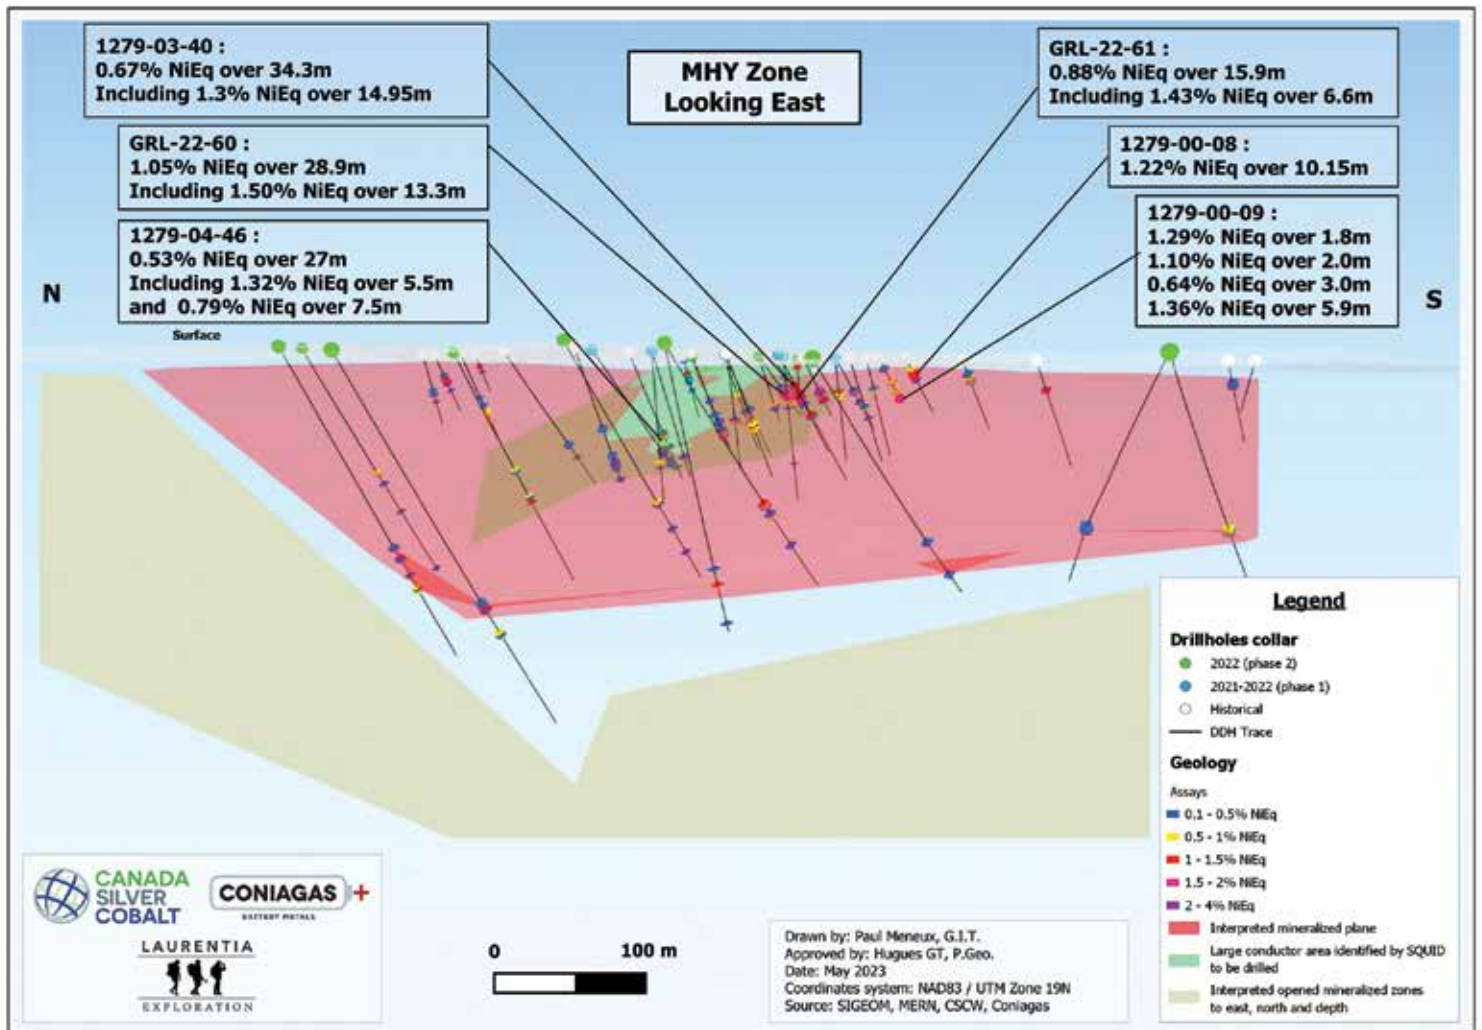 1279-03-40 :
0.67% NiEq over 34.3m
Including 1.3% NiEq over 14.95m
GRL-22-60 :
1.05% NiEq over 28.9m
Including 1.50% NiEq over 13.3m
1279-04-46 :
0.53% NiEq over 27m
Including 1.32% NiEq over 5.5m
and 0.79% NiEq over 7.5m
MHY Zone
Looking East
GRL-22-61 :
0.88% NiEq over 15.9m
Including 1.43% NiEq over 6.6m
1279-00-08 :
1.22% NiEq over 10.15m
1279-00-09 :
1.29% NiEq over 1.8m
1.10% NiEq over 2.0m
0.64% NiEq over 3.0m
1.36% NiEq over 5.9m
N
S
Surface
Legend
Drillholes collar
2022 (phase 2)
2021-2022 (phase 1)
Historical
DDH Trace
Geology
Assays
0.1 - 0.5% NiEq
0.5 - 1% NiEq
1 - 1.5% NiEq
1.5 - 2% NiEq
2 - 4% NiEq
Interpreted mineralized plane
Large conductor area identified by SQUID
to be drilled
Interpreted opened mineralized zones
to east, north and depth
CANADA
SILVER
COBALT
CONIAGAS+
BATTERY METALS
LAURENTIA
EXPLORATION
0 100 m
Drawn by: Paul Meneux, G.I.T.
Approved by: Hugues GT, P.Geo.
Date: May 2023
Coordinates system: NAD83 / UTM Zone 19N
Source: SIGEOM, MERN, CSCW, Coniagas